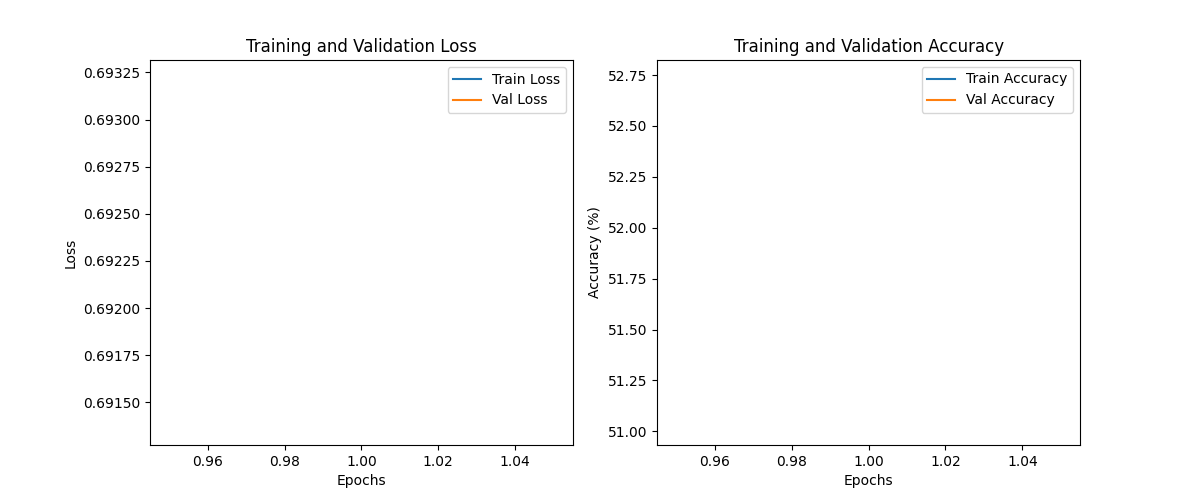 Training and Validation Loss
Train Loss
Val Loss
0.69325
0.69300
0.69275
0.69250
0.69225
0.69200
0.69175
0.69150
Loss
0.96 0.98 1.00 1.02 1.04
Epochs
Training and Validation Accuracy
Train Accuracy
Val Accuracy
52.75
52.50
52.25
52.00
51.75
51.50
51.25
51.00
Accuracy (%)
0.96 0.98 1.00 1.02 1.04
Epochs